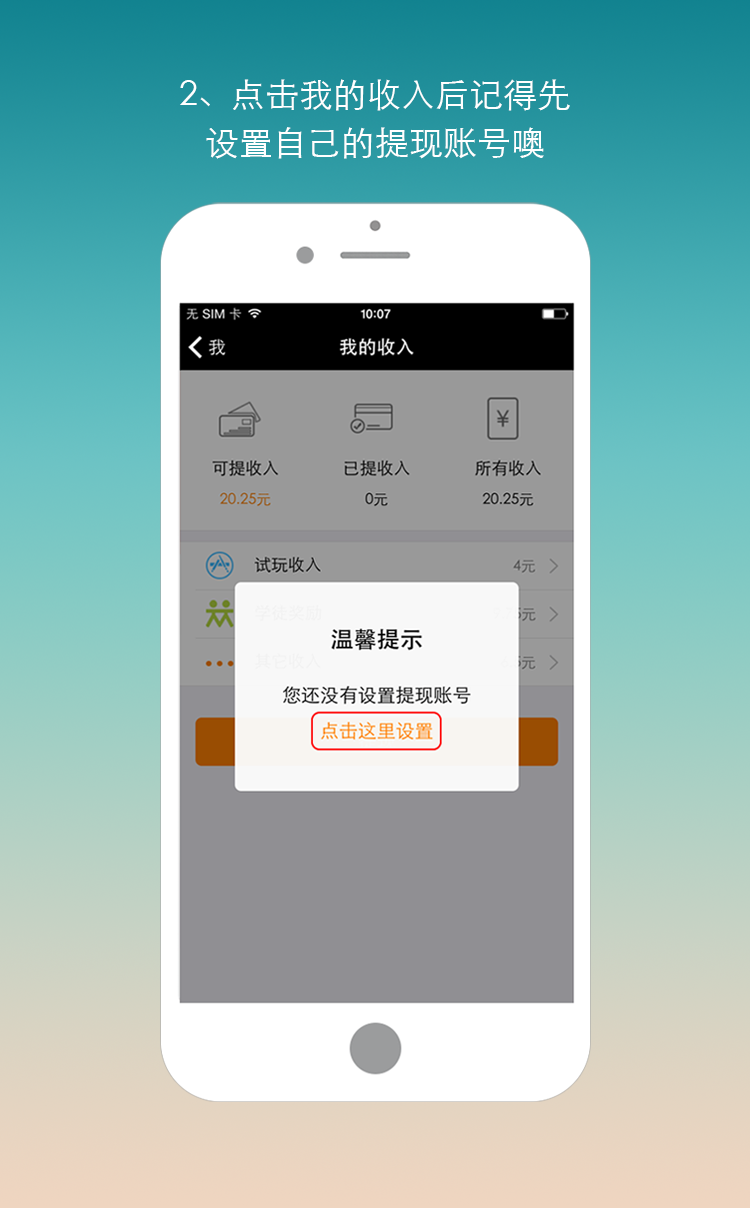 2、点击我的收入后记得先
设置自己的提现账号噢
无 SIM 卡 10:07
我 我的收入
可提收入 已提收入 所有收入
20.25元 0元 20.25元
试玩收入 4元
学徒奖励
其它收入
温馨提示
您还没有设置提现账号
点击这里设置